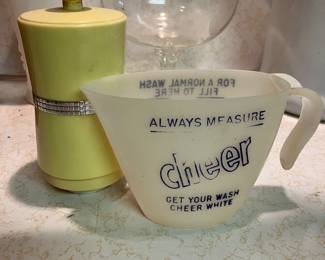 FOR A NORMAL WASH
FILL TO HERE
ALWAYS MEASURE
cheer
GET YOUR WASH
CHEER WHITE